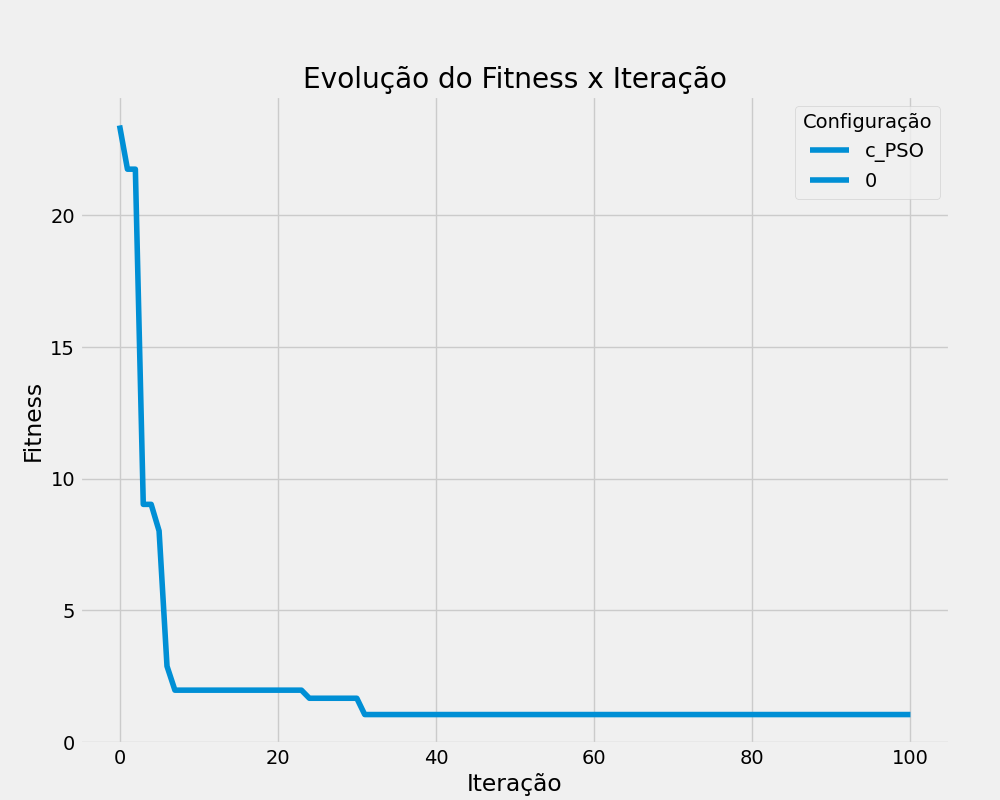 Evolução do Fitness x Iteração
Configuração
c_PSO
0
20
15
10
5
0
Fitness
0 20 40 60 80 100
Iteração